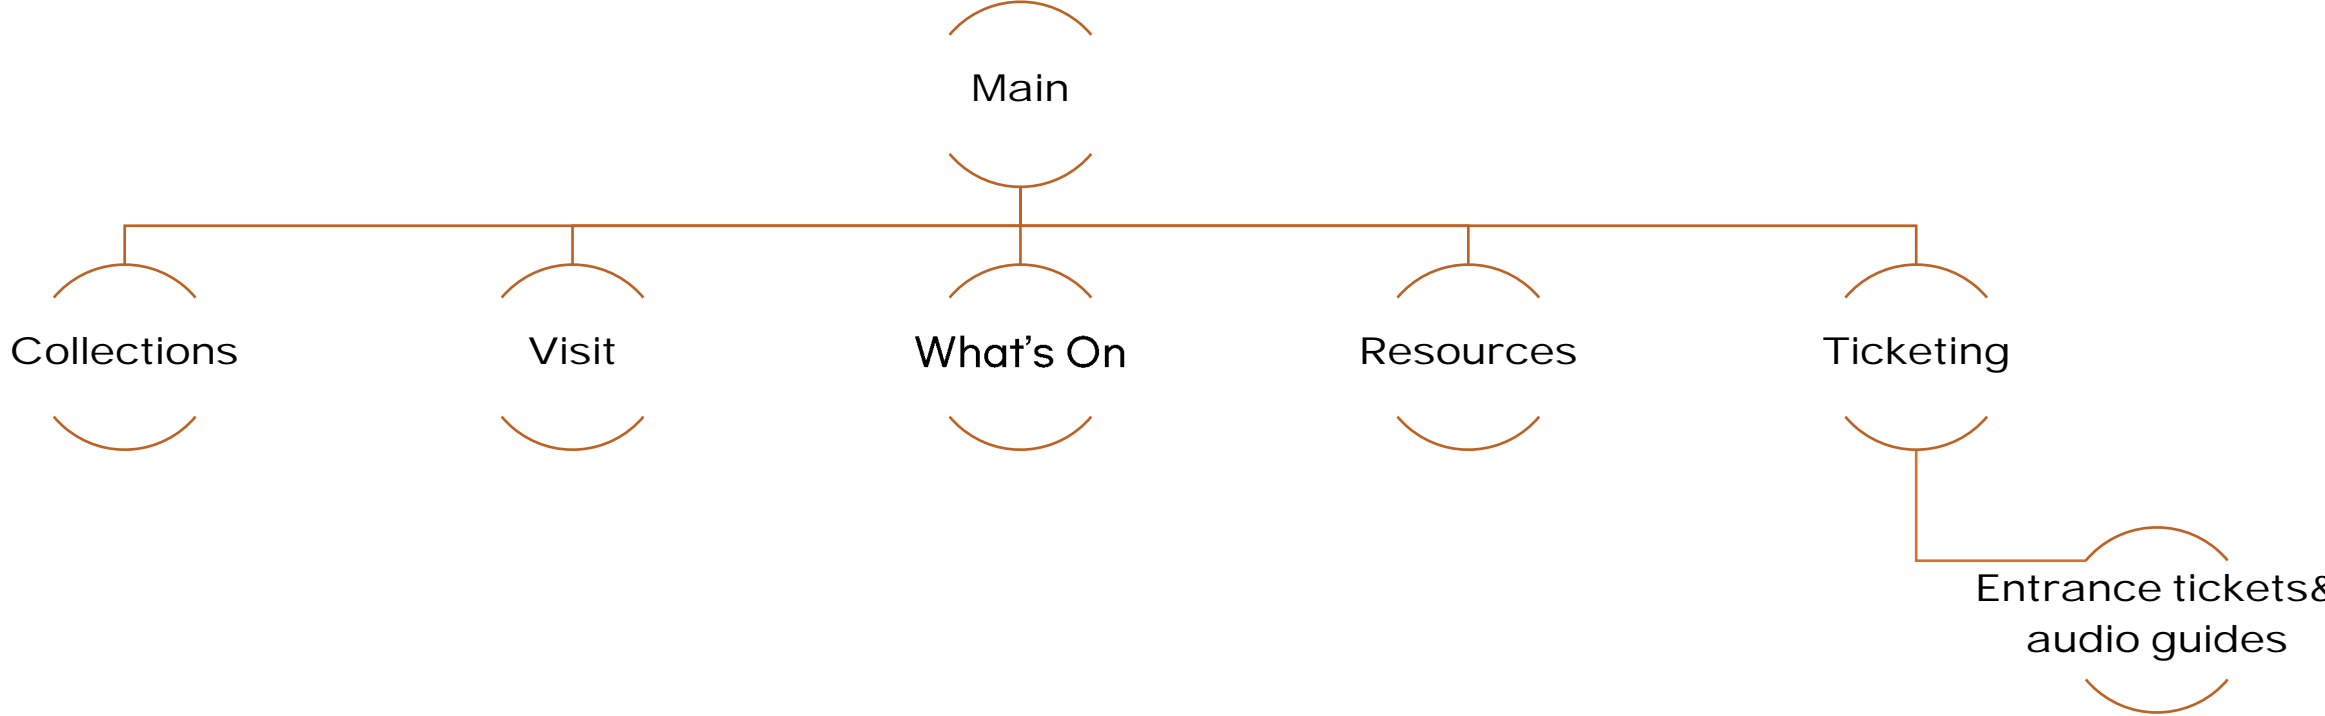 Main
Collections
Visit
What’s On
Resources
Ticketing
Entrance tickets&
audio guides